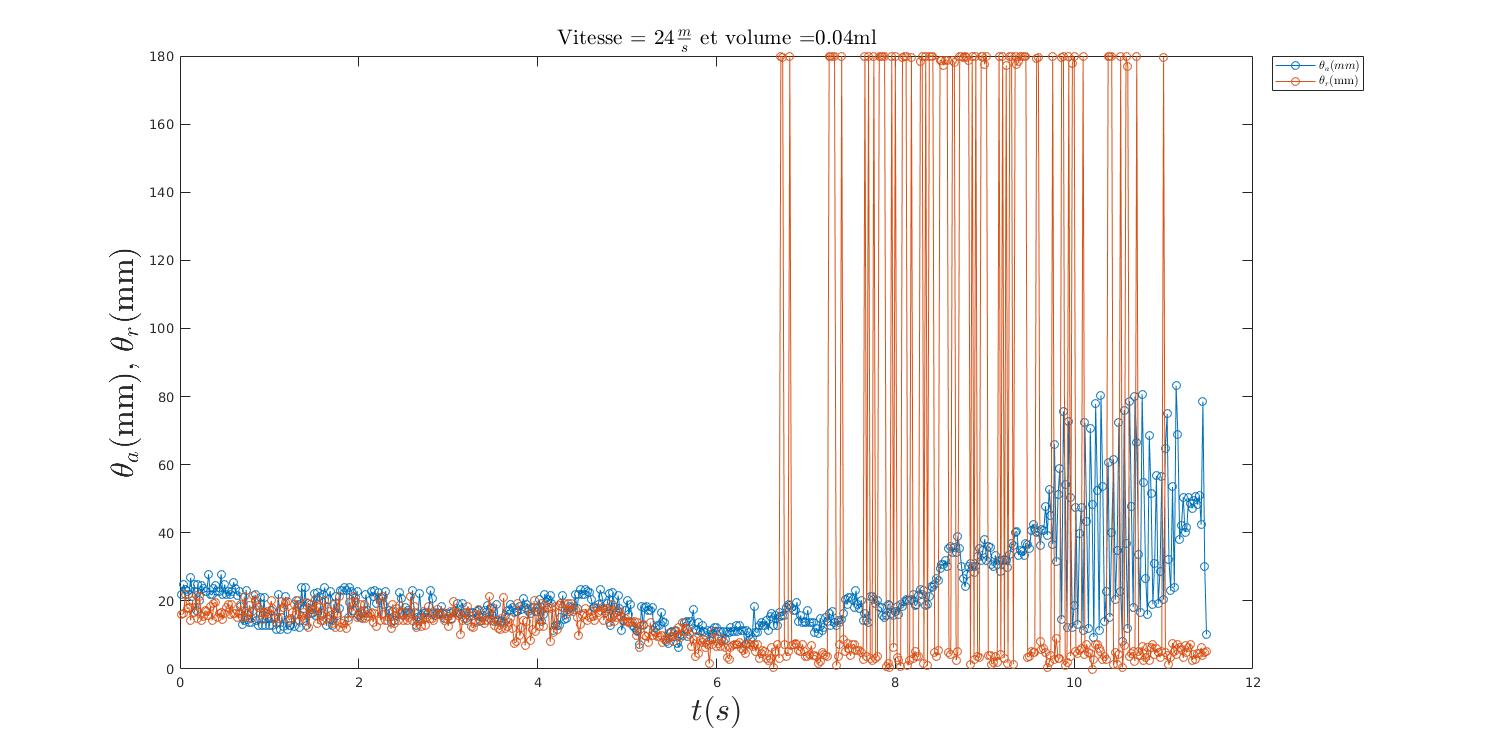 Vitesse = 24 m/s et volume =0.04ml
180
160
140
120
100
80
60
40
20
0
θₐ(mm), θᵣ(mm)
0 2 4 6 8 10 12
t(s)
θₐ(mm)
θᵣ(mm)